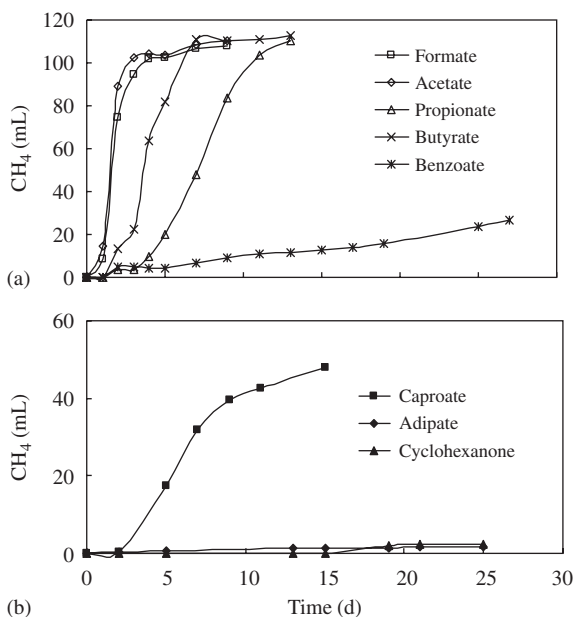 120
100
80
60
40
20
0
CH₄ (mL)
Formate
Acetate
Propionate
Butyrate
Benzoate
(a)
60
40
20
0
CH₄ (mL)
Caproate
Adipate
Cyclohexanone
0
5
10
15
20
25
30
(b)
Time (d)